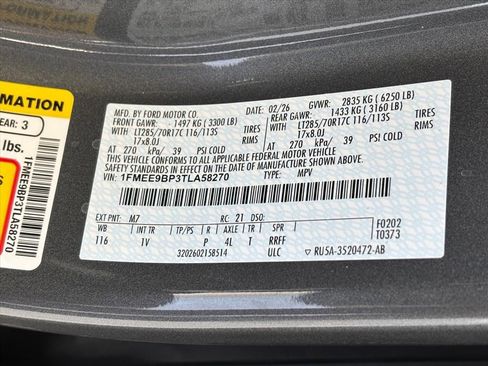 RMATION
EAR: 3
lbs.
1FMEE9BP3TLA58270
MFD. BY FORD MOTOR CO.
FRONT GAWR: 1497 KG ( 3300 LB)
WITH LT285/70R17C 116/113S TIRES
17x8.0J RIMS
AT 270 kPa/ 39 PSI COLD
02/26 GVWR: 2835 KG ( 6250 LB)
REAR GAWR: 1433 KG ( 3160 LB)
WITH LT285/70R17C 116/113S TIRES
17x8.0J RIMS
AT 270 kPa/ 39 PSI COLD
THIS VEHICLE CONFORMS TO ALL APPLICABLE FEDERAL MOTOR VEHICLE
SAFETY STANDARDS IN EFFECT ON THE DATE OF MANUFACTURE SHOWN ABOVE.
VIN: 1FMEE9BP3TLA58270 TYPE: MPV
EXT PNT: M7 RC: 21 DSO:
WB INT TR TP/PS R AXLE TR SPR
116 1V P 4L T RRFF
3202602158514 ULC
F0202
T0373
RU5A-3520472-AB